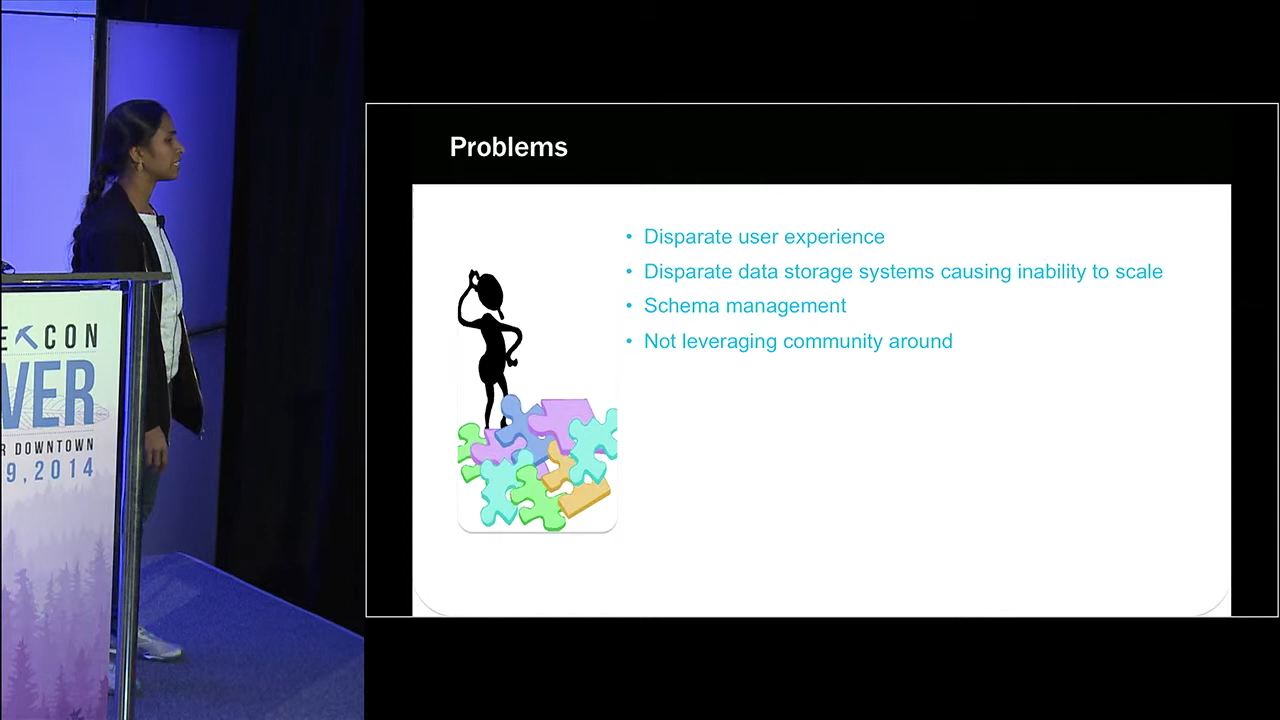 Problems
• Disparate user experience
• Disparate data storage systems causing inability to scale
• Schema management
• Not leveraging community around
E CON
VER
R DOWNTOWN
9, 2014